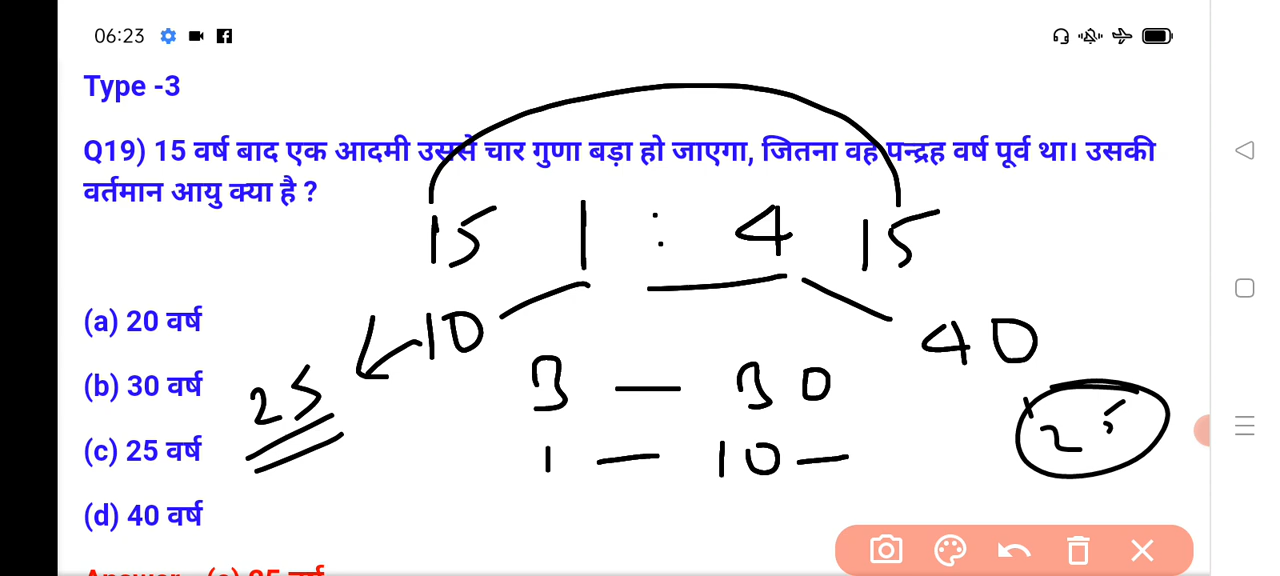 06:23
Type -3
Q19) 15 वर्ष बाद एक आदमी उससे चार गुणा बड़ा हो जाएगा, जितना वह पन्द्रह वर्ष पूर्व था। उसकी
वर्तमान आयु क्या है ?
15 1 : 4 15
(a) 20 वर्ष
10 40
(b) 30 वर्ष
25 3 — 30
(c) 25 वर्ष
1 — 10 —
(d) 40 वर्ष